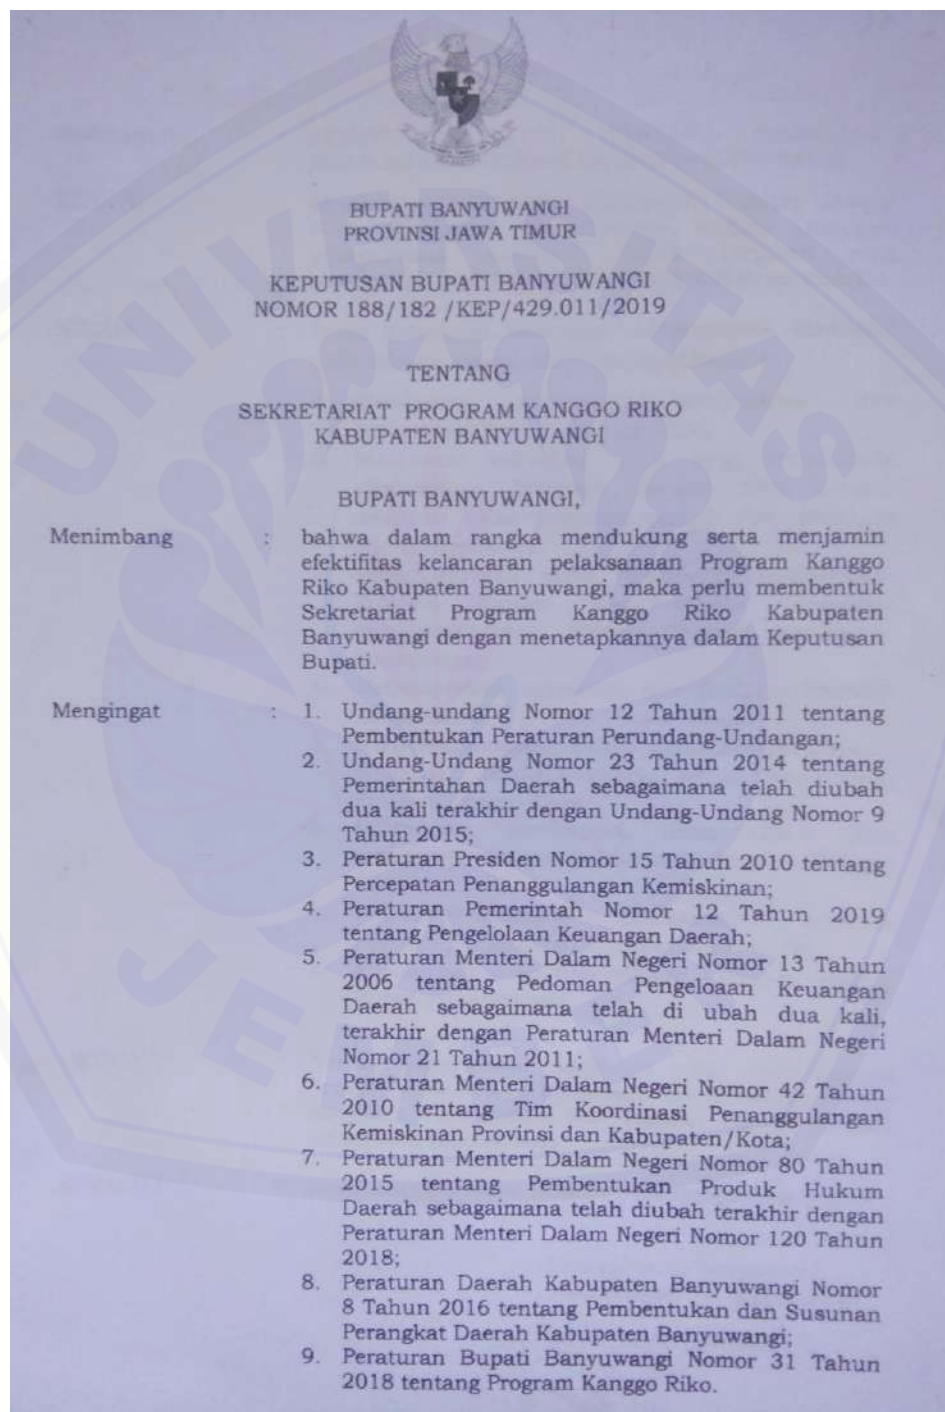 BUPATI BANYUWANGI
PROVINSI JAWA TIMUR
KEPUTUSAN BUPATI BANYUWANGI
NOMOR 188/182 /KEP/429.011/2019
TENTANG
SEKRETARIAT PROGRAM KANGGO RIKO
KABUPATEN BANYUWANGI
BUPATI BANYUWANGI,
Menimbang : bahwa dalam rangka mendukung serta menjamin
efektifitas kelancaran pelaksanaan Program Kanggo
Riko Kabupaten Banyuwangi, maka perlu membentuk
Sekretariat Program Kanggo Riko Kabupaten
Banyuwangi dengan menetapkannya dalam Keputusan
Bupati.
Mengingat : 1. Undang-undang Nomor 12 Tahun 2011 tentang
Pembentukan Peraturan Perundang-Undangan;
2. Undang-Undang Nomor 23 Tahun 2014 tentang
Pemerintahan Daerah sebagaimana telah diubah
dua kali terakhir dengan Undang-Undang Nomor 9
Tahun 2015;
3. Peraturan Presiden Nomor 15 Tahun 2010 tentang
Percepatan Penanggulangan Kemiskinan;
4. Peraturan Pemerintah Nomor 12 Tahun 2019
tentang Pengelolaan Keuangan Daerah;
5. Peraturan Menteri Dalam Negeri Nomor 13 Tahun
2006 tentang Pedoman Pengeloaan Keuangan
Daerah sebagaimana telah di ubah dua kali,
terakhir dengan Peraturan Menteri Dalam Negeri
Nomor 21 Tahun 2011;
6. Peraturan Menteri Dalam Negeri Nomor 42 Tahun
2010 tentang Tim Koordinasi Penanggulangan
Kemiskinan Provinsi dan Kabupaten/Kota;
7. Peraturan Menteri Dalam Negeri Nomor 80 Tahun
2015 tentang Pembentukan Produk Hukum
Daerah sebagaimana telah diubah terakhir dengan
Peraturan Menteri Dalam Negeri Nomor 120 Tahun
2018;
8. Peraturan Daerah Kabupaten Banyuwangi Nomor
8 Tahun 2016 tentang Pembentukan dan Susunan
Perangkat Daerah Kabupaten Banyuwangi;
9. Peraturan Bupati Banyuwangi Nomor 31 Tahun
2018 tentang Program Kanggo Riko.
UNIVERSITAS
JEMBER